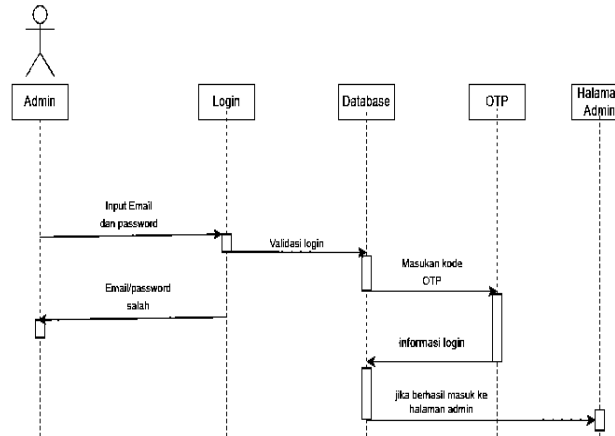 Admin
Login
Database
OTP
Halama
Admin
Input Email
dan password
Validasi login
Masukan kode
OTP
Email/password
salah
informasi login
jika berhasil masuk ke
halaman admin